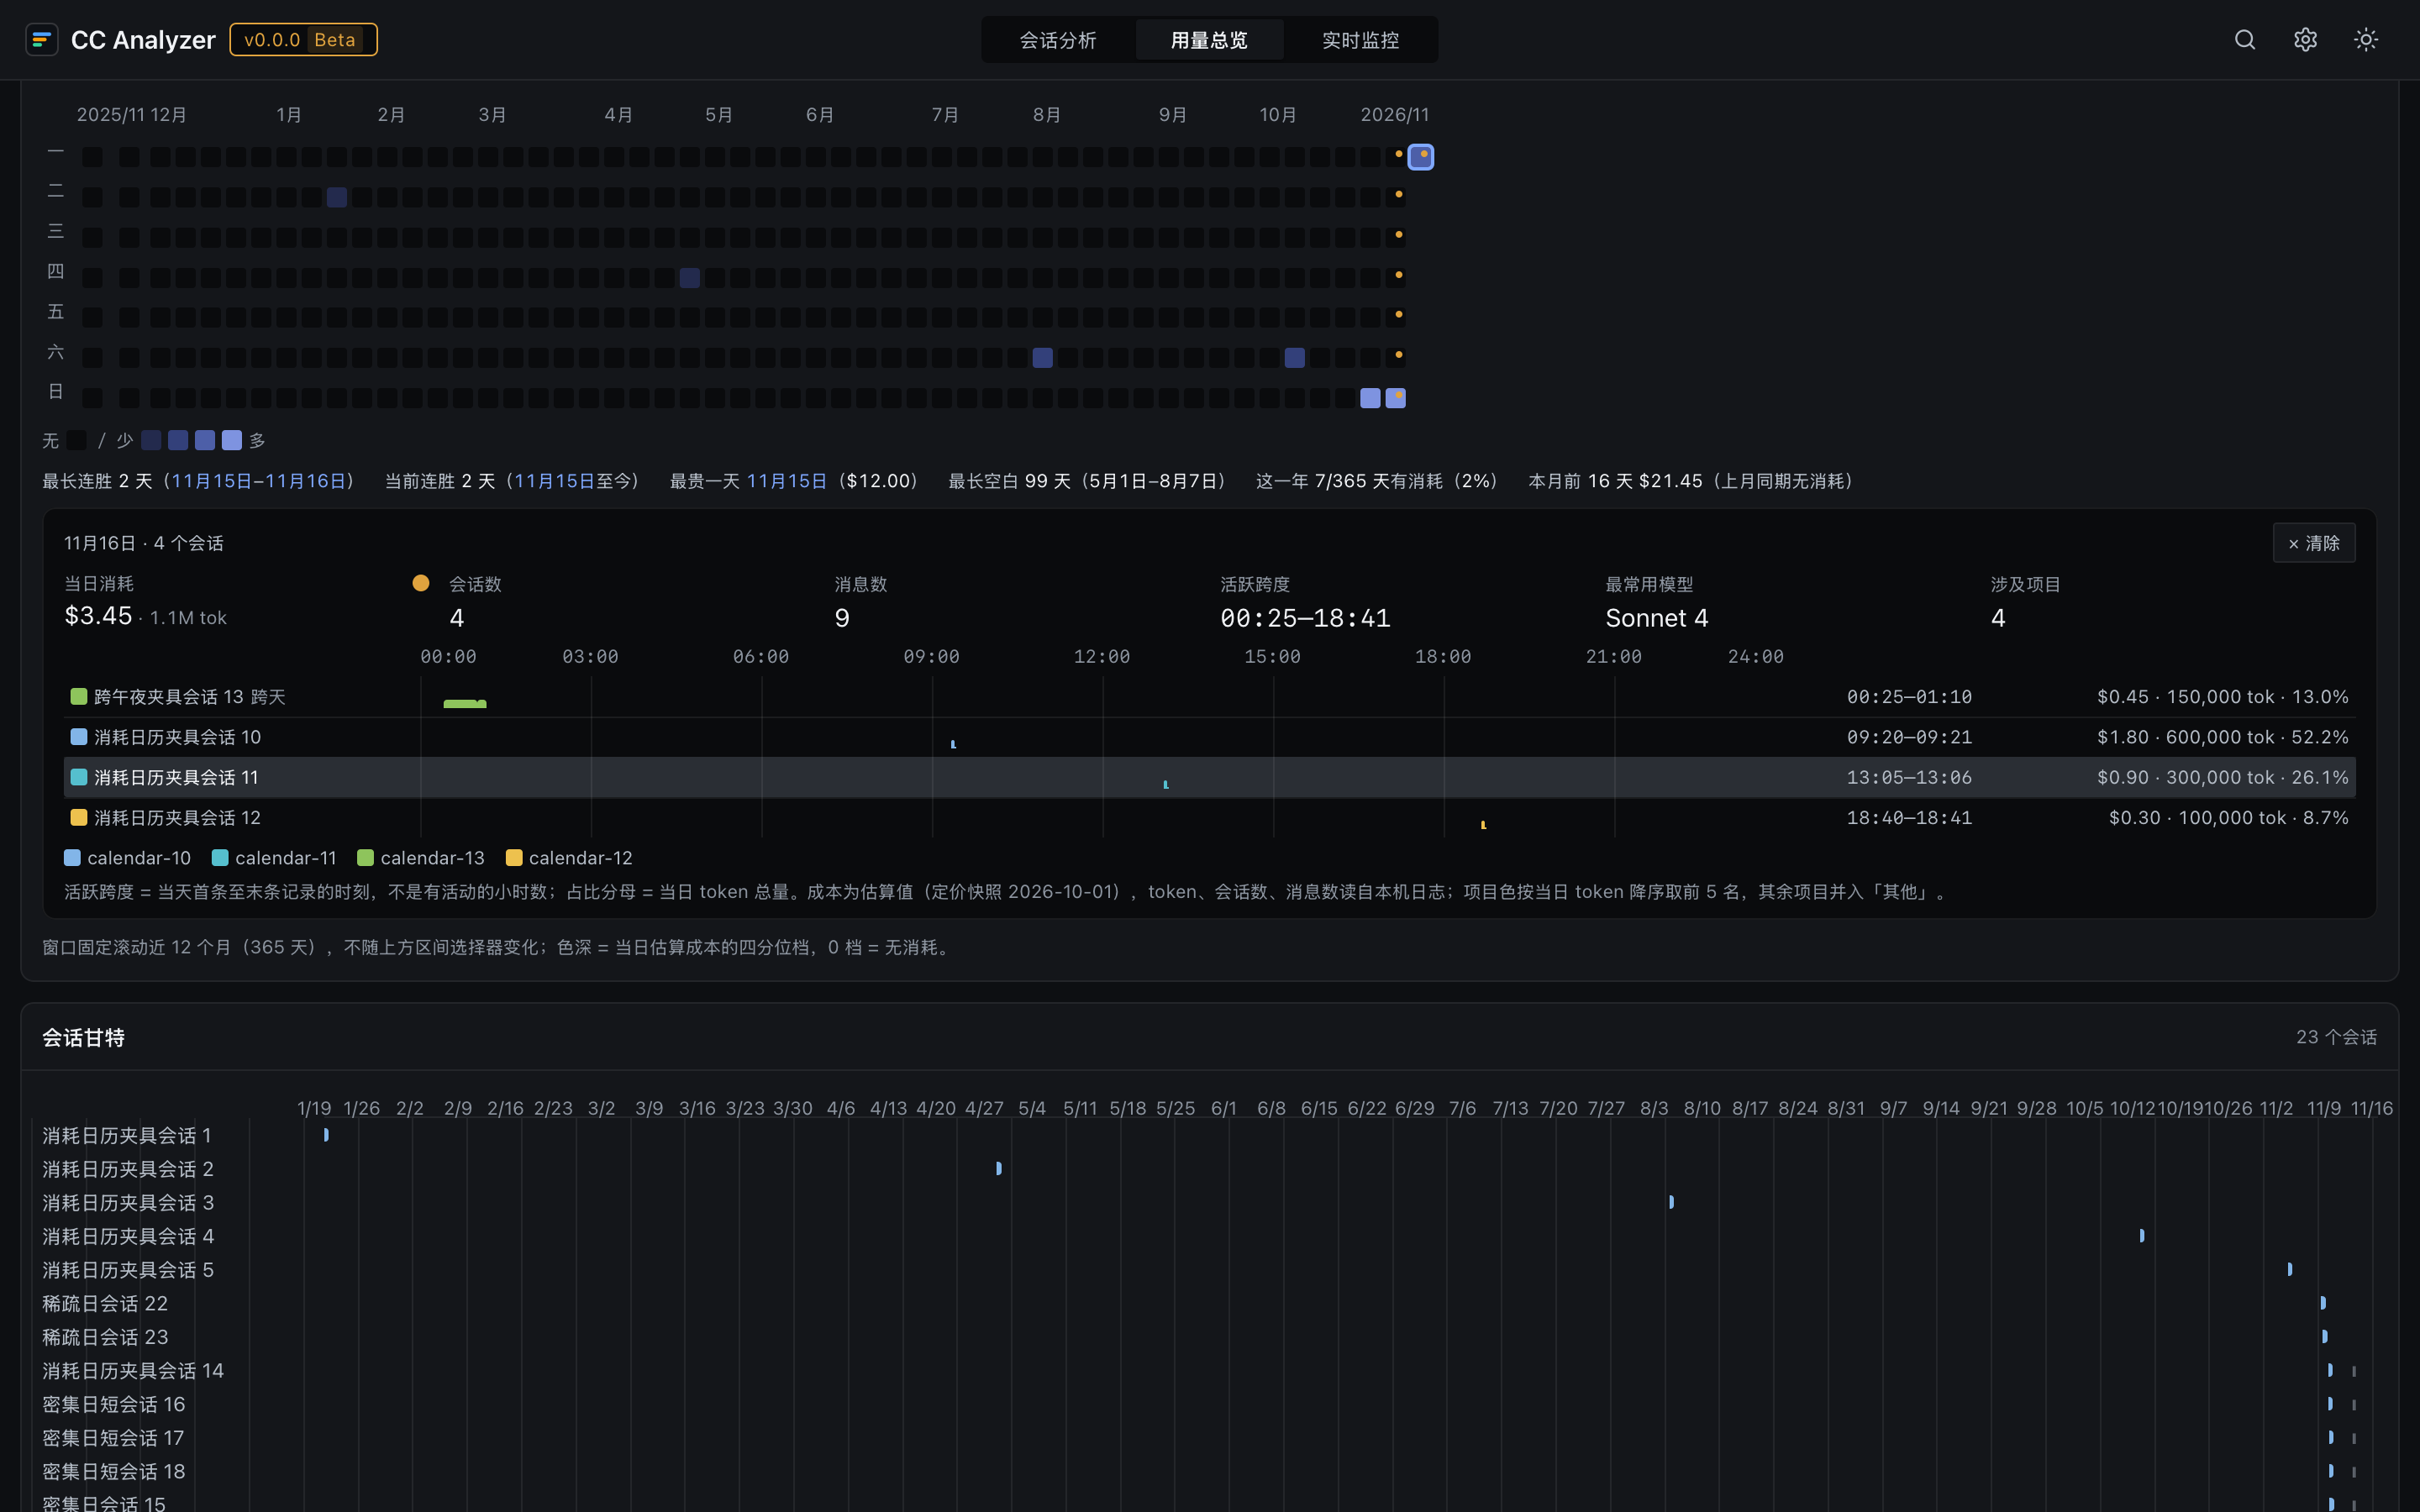 CC Analyzer v0.0.0 Beta 会话分析 用量总览 实时监控
2025/11 12月 1月 2月 3月 4月 5月 6月 7月 8月 9月 10月 2026/11
一
二
三
四
五
六
日
无 / 少 多
最长连胜 2 天（11月15日–11月16日） 当前连胜 2 天（11月15日至今） 最贵一天 11月15日（$12.00） 最长空白 99 天（5月1日–8月7日） 这一年 7/365 天有消耗（2%） 本月前 16 天 $21.45（上月同期无消耗）
11月16日 · 4 个会话 × 清除
当日消耗 会话数 消息数 活跃跨度 最常用模型 涉及项目
$3.45 · 1.1M tok 4 9 00:25—18:41 Sonnet 4 4
00:00 03:00 06:00 09:00 12:00 15:00 18:00 21:00 24:00
跨午夜夹具会话 13 跨天 00:25—01:10 $0.45 · 150,000 tok · 13.0%
消耗日历夹具会话 10 09:20—09:21 $1.80 · 600,000 tok · 52.2%
消耗日历夹具会话 11 13:05—13:06 $0.90 · 300,000 tok · 26.1%
消耗日历夹具会话 12 18:40—18:41 $0.30 · 100,000 tok · 8.7%
calendar-10 calendar-11 calendar-13 calendar-12
活跃跨度 = 当天首条至末条记录的时刻，不是有活动的小时数；占比分母 = 当日 token 总量。成本为估算值（定价快照 2026-10-01），token、会话数、消息数读自本机日志；项目色按当日 token 降序取前 5 名，其余项目并入「其他」。
窗口固定滚动近 12 个月（365 天），不随上方区间选择器变化；色深 = 当日估算成本的四分位档，0 档 = 无消耗。
会话甘特 23 个会话
1/19 1/26 2/2 2/9 2/16 2/23 3/2 3/9 3/16 3/23 3/30 4/6 4/13 4/20 4/27 5/4 5/11 5/18 5/25 6/1 6/8 6/15 6/22 6/29 7/6 7/13 7/20 7/27 8/3 8/10 8/17 8/24 8/31 9/7 9/14 9/21 9/28 10/5 10/12 10/19 10/26 11/2 11/9 11/16
消耗日历夹具会话 1
消耗日历夹具会话 2
消耗日历夹具会话 3
消耗日历夹具会话 4
消耗日历夹具会话 5
稀疏日会话 22
稀疏日会话 23
消耗日历夹具会话 14
密集日短会话 16
密集日短会话 17
密集日短会话 18
密集日会话 15